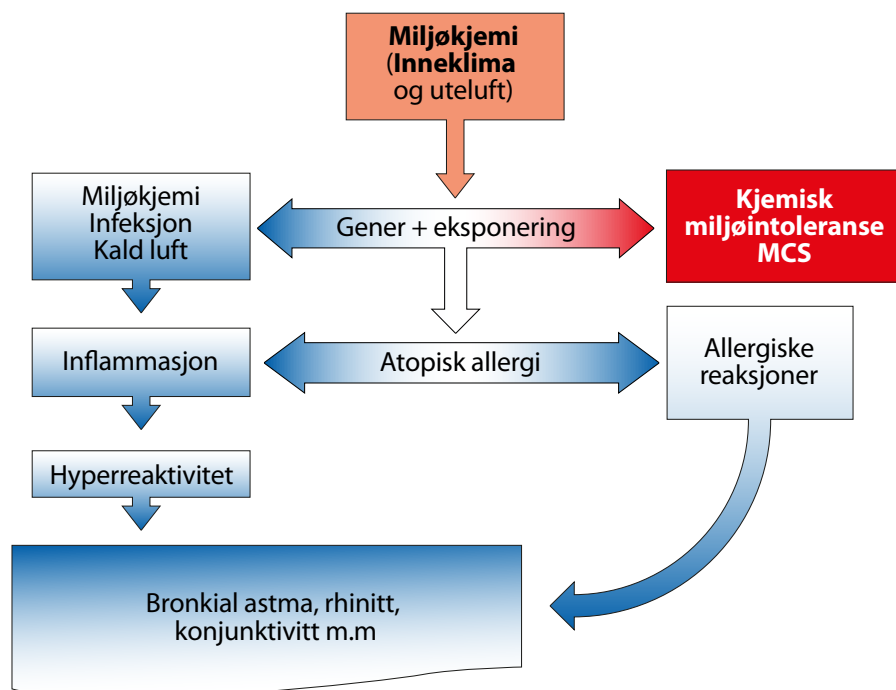 Miljøkjemi
(Inneklima
og uteluft)
Miljøkjemi
Infeksjon
Kald luft
Gener + eksponering
Kjemisk
miljøintoleranse
MCS
Inflammasjon
Atopisk allergi
Allergiske
reaksjoner
Hyperreaktivitet
Bronkial astma, rhinitt,
konjunktivitt m.m